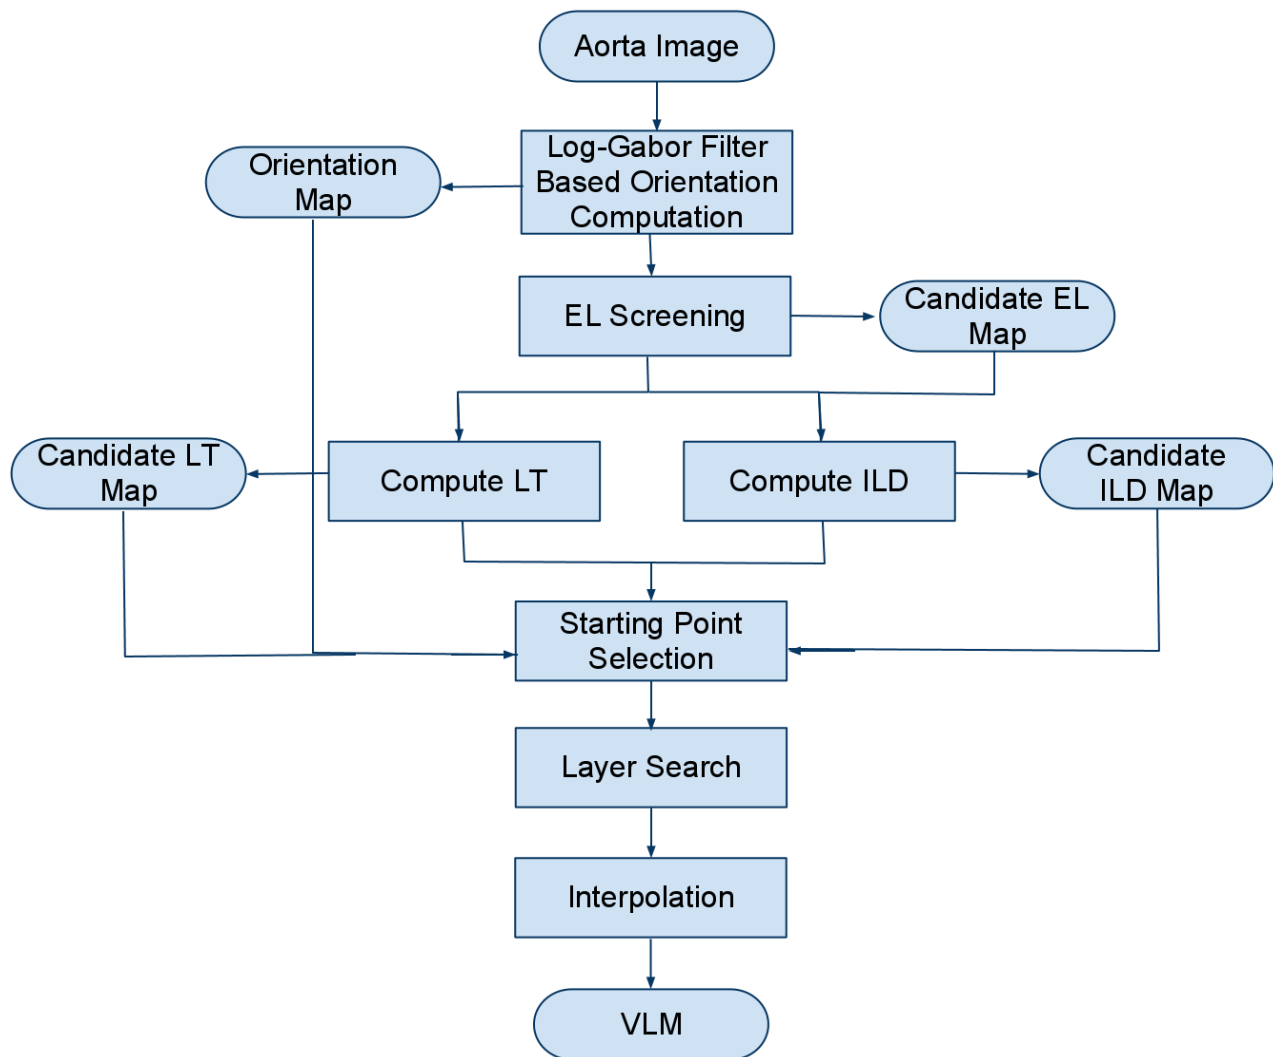 Aorta Image
Log-Gabor Filter
Based Orientation
Computation
Orientation
Map
EL Screening
Candidate EL
Map
Candidate LT
Map
Compute LT
Compute ILD
Candidate
ILD Map
Starting Point
Selection
Layer Search
Interpolation
VLM